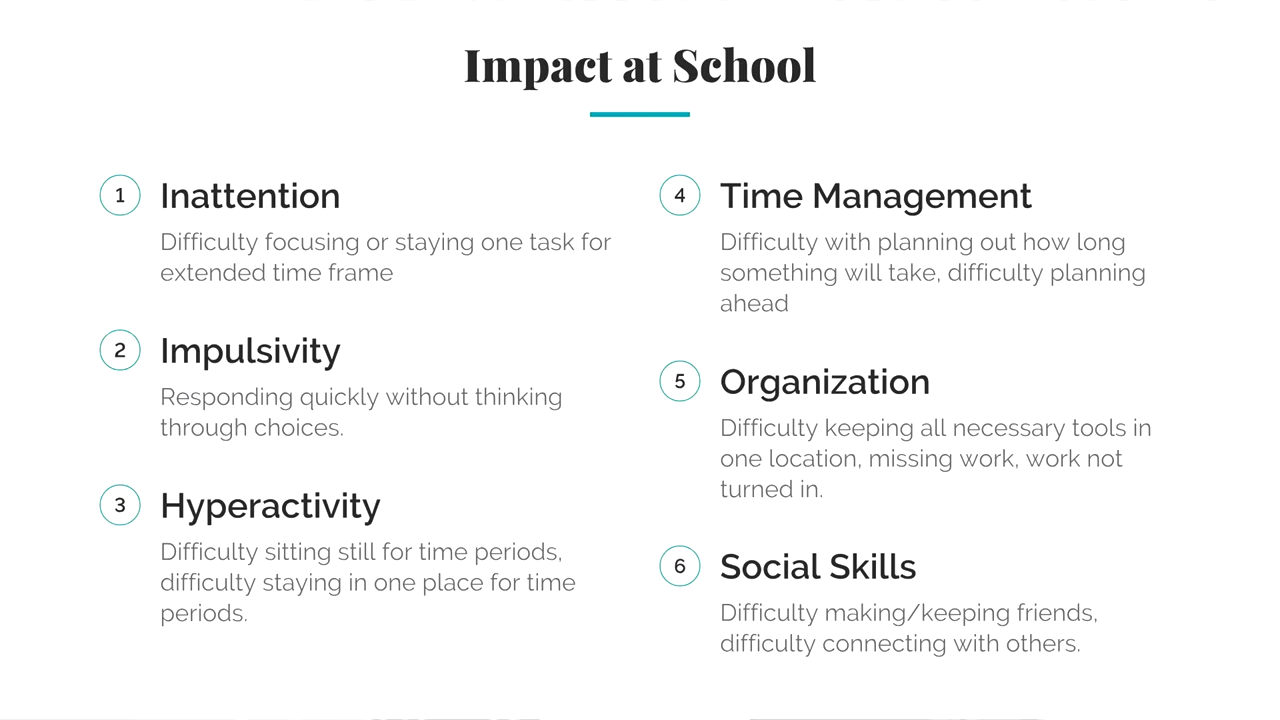 Impact at School
1 Inattention
Difficulty focusing or staying one task for
extended time frame
2 Impulsivity
Responding quickly without thinking
through choices.
3 Hyperactivity
Difficulty sitting still for time periods,
difficulty staying in one place for time
periods.
4 Time Management
Difficulty with planning out how long
something will take, difficulty planning
ahead
5 Organization
Difficulty keeping all necessary tools in
one location, missing work, work not
turned in.
6 Social Skills
Difficulty making/keeping friends,
difficulty connecting with others.